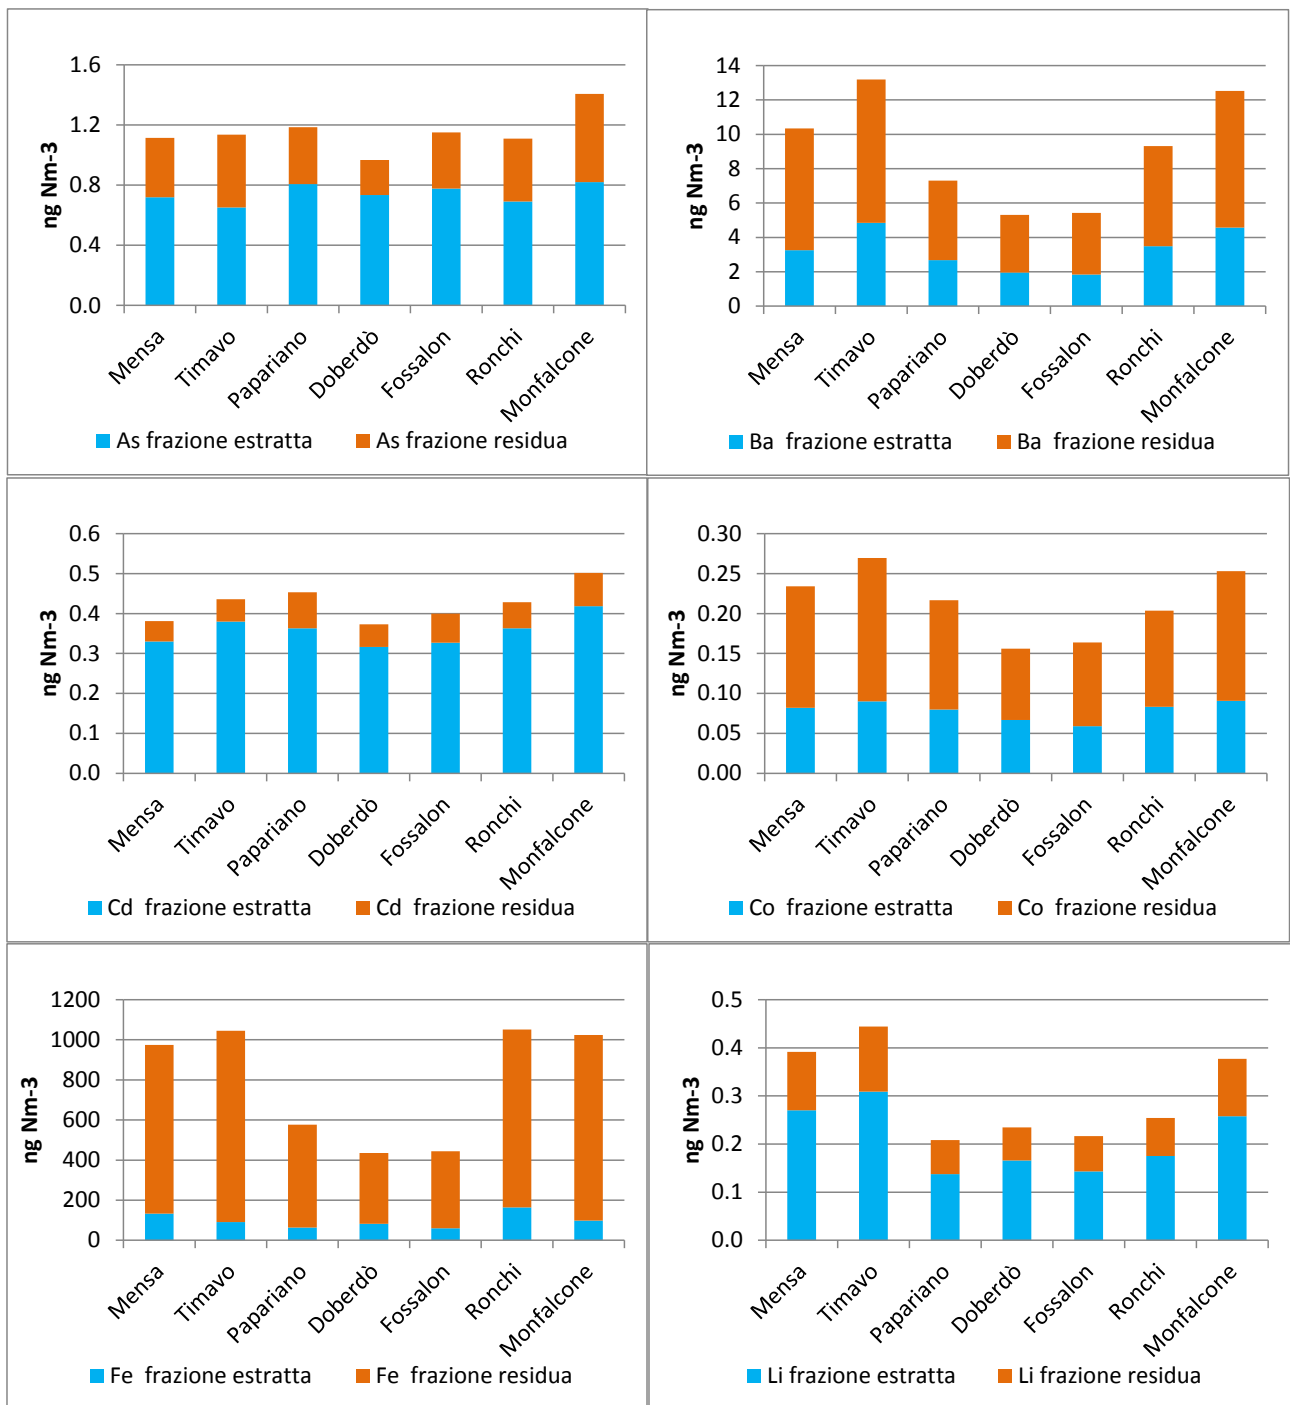 1.6
1.2
0.8
0.4
0.0
ng Nm-3
Mensa
Timavo
Papariano
Doberdò
Fossalon
Ronchi
Monfalcone
As frazione estratta As frazione residua
14
12
10
8
6
4
2
0
ng Nm-3
Mensa
Timavo
Papariano
Doberdò
Fossalon
Ronchi
Monfalcone
Ba frazione estratta Ba frazione residua
0.6
0.5
0.4
0.3
0.2
0.1
0.0
ng Nm-3
Mensa
Timavo
Papariano
Doberdò
Fossalon
Ronchi
Monfalcone
Cd frazione estratta Cd frazione residua
0.30
0.25
0.20
0.15
0.10
0.05
0.00
ng Nm-3
Mensa
Timavo
Papariano
Doberdò
Fossalon
Ronchi
Monfalcone
Co frazione estratta Co frazione residua
1200
1000
800
600
400
200
0
ng Nm-3
Mensa
Timavo
Papariano
Doberdò
Fossalon
Ronchi
Monfalcone
Fe frazione estratta Fe frazione residua
0.5
0.4
0.3
0.2
0.1
0.0
ng Nm-3
Mensa
Timavo
Papariano
Doberdò
Fossalon
Ronchi
Monfalcone
Li frazione estratta Li frazione residua